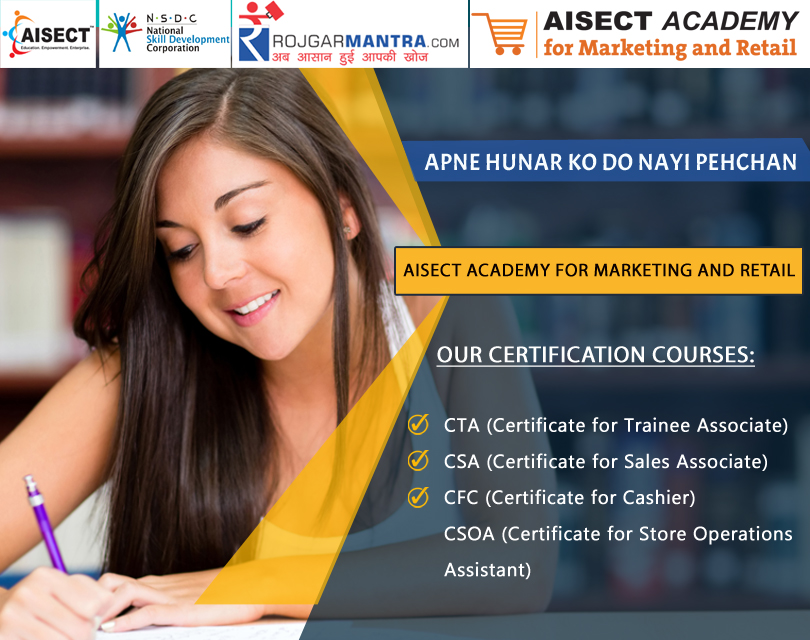 AISECT
Education. Empowerment. Enterprise.
N·S·D·C
National
Skill Development
Corporation
ROJGARMANTRA.COM
अब आसान हुई आपकी खोज
AISECT ACADEMY
for Marketing and Retail
APNE HUNAR KO DO NAYI PEHCHAN
AISECT ACADEMY FOR MARKETING AND RETAIL
OUR CERTIFICATION COURSES:
CTA (Certificate for Trainee Associate)
CSA (Certificate for Sales Associate)
CFC (Certificate for Cashier)
CSOA (Certificate for Store Operations
Assistant)